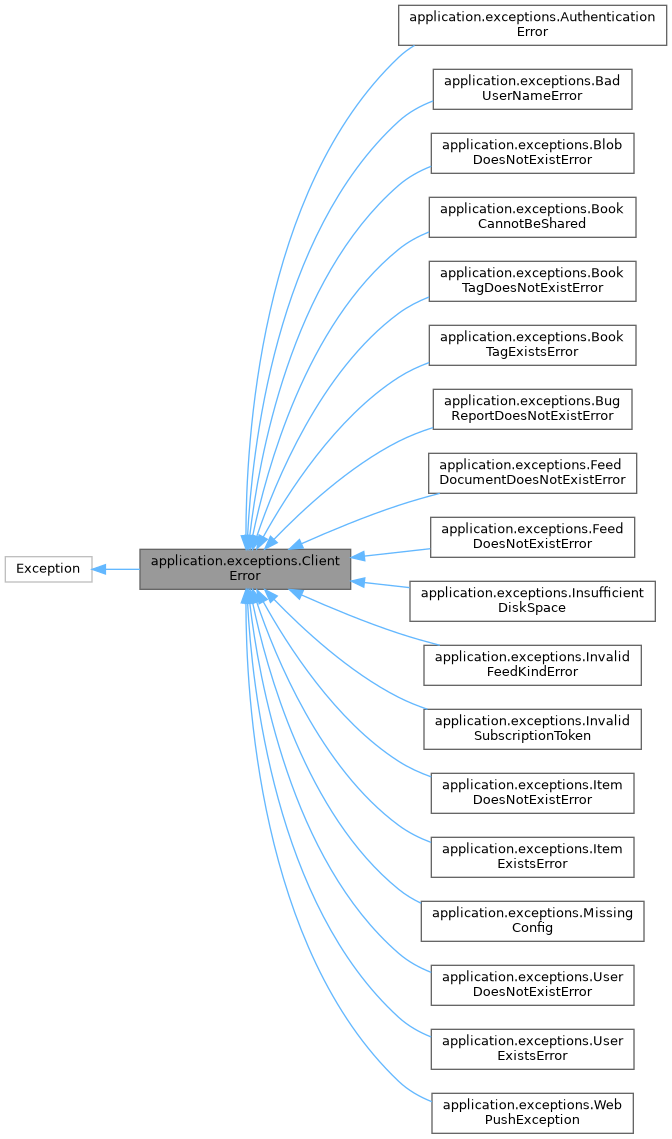 application.exceptions.Authentication
Error
application.exceptions.Bad
UserNameError
application.exceptions.Blob
DoesNotExistError
application.exceptions.Book
CannotBeShared
application.exceptions.Book
TagDoesNotExistError
application.exceptions.Book
TagExistsError
application.exceptions.Bug
ReportDoesNotExistError
application.exceptions.Feed
DocumentDoesNotExistError
application.exceptions.Feed
DoesNotExistError
Exception
application.exceptions.Client
Error
application.exceptions.Insufficient
DiskSpace
application.exceptions.Invalid
FeedKindError
application.exceptions.Invalid
SubscriptionToken
application.exceptions.Item
DoesNotExistError
application.exceptions.Item
ExistsError
application.exceptions.Missing
Config
application.exceptions.User
DoesNotExistError
application.exceptions.User
ExistsError
application.exceptions.Web
PushException